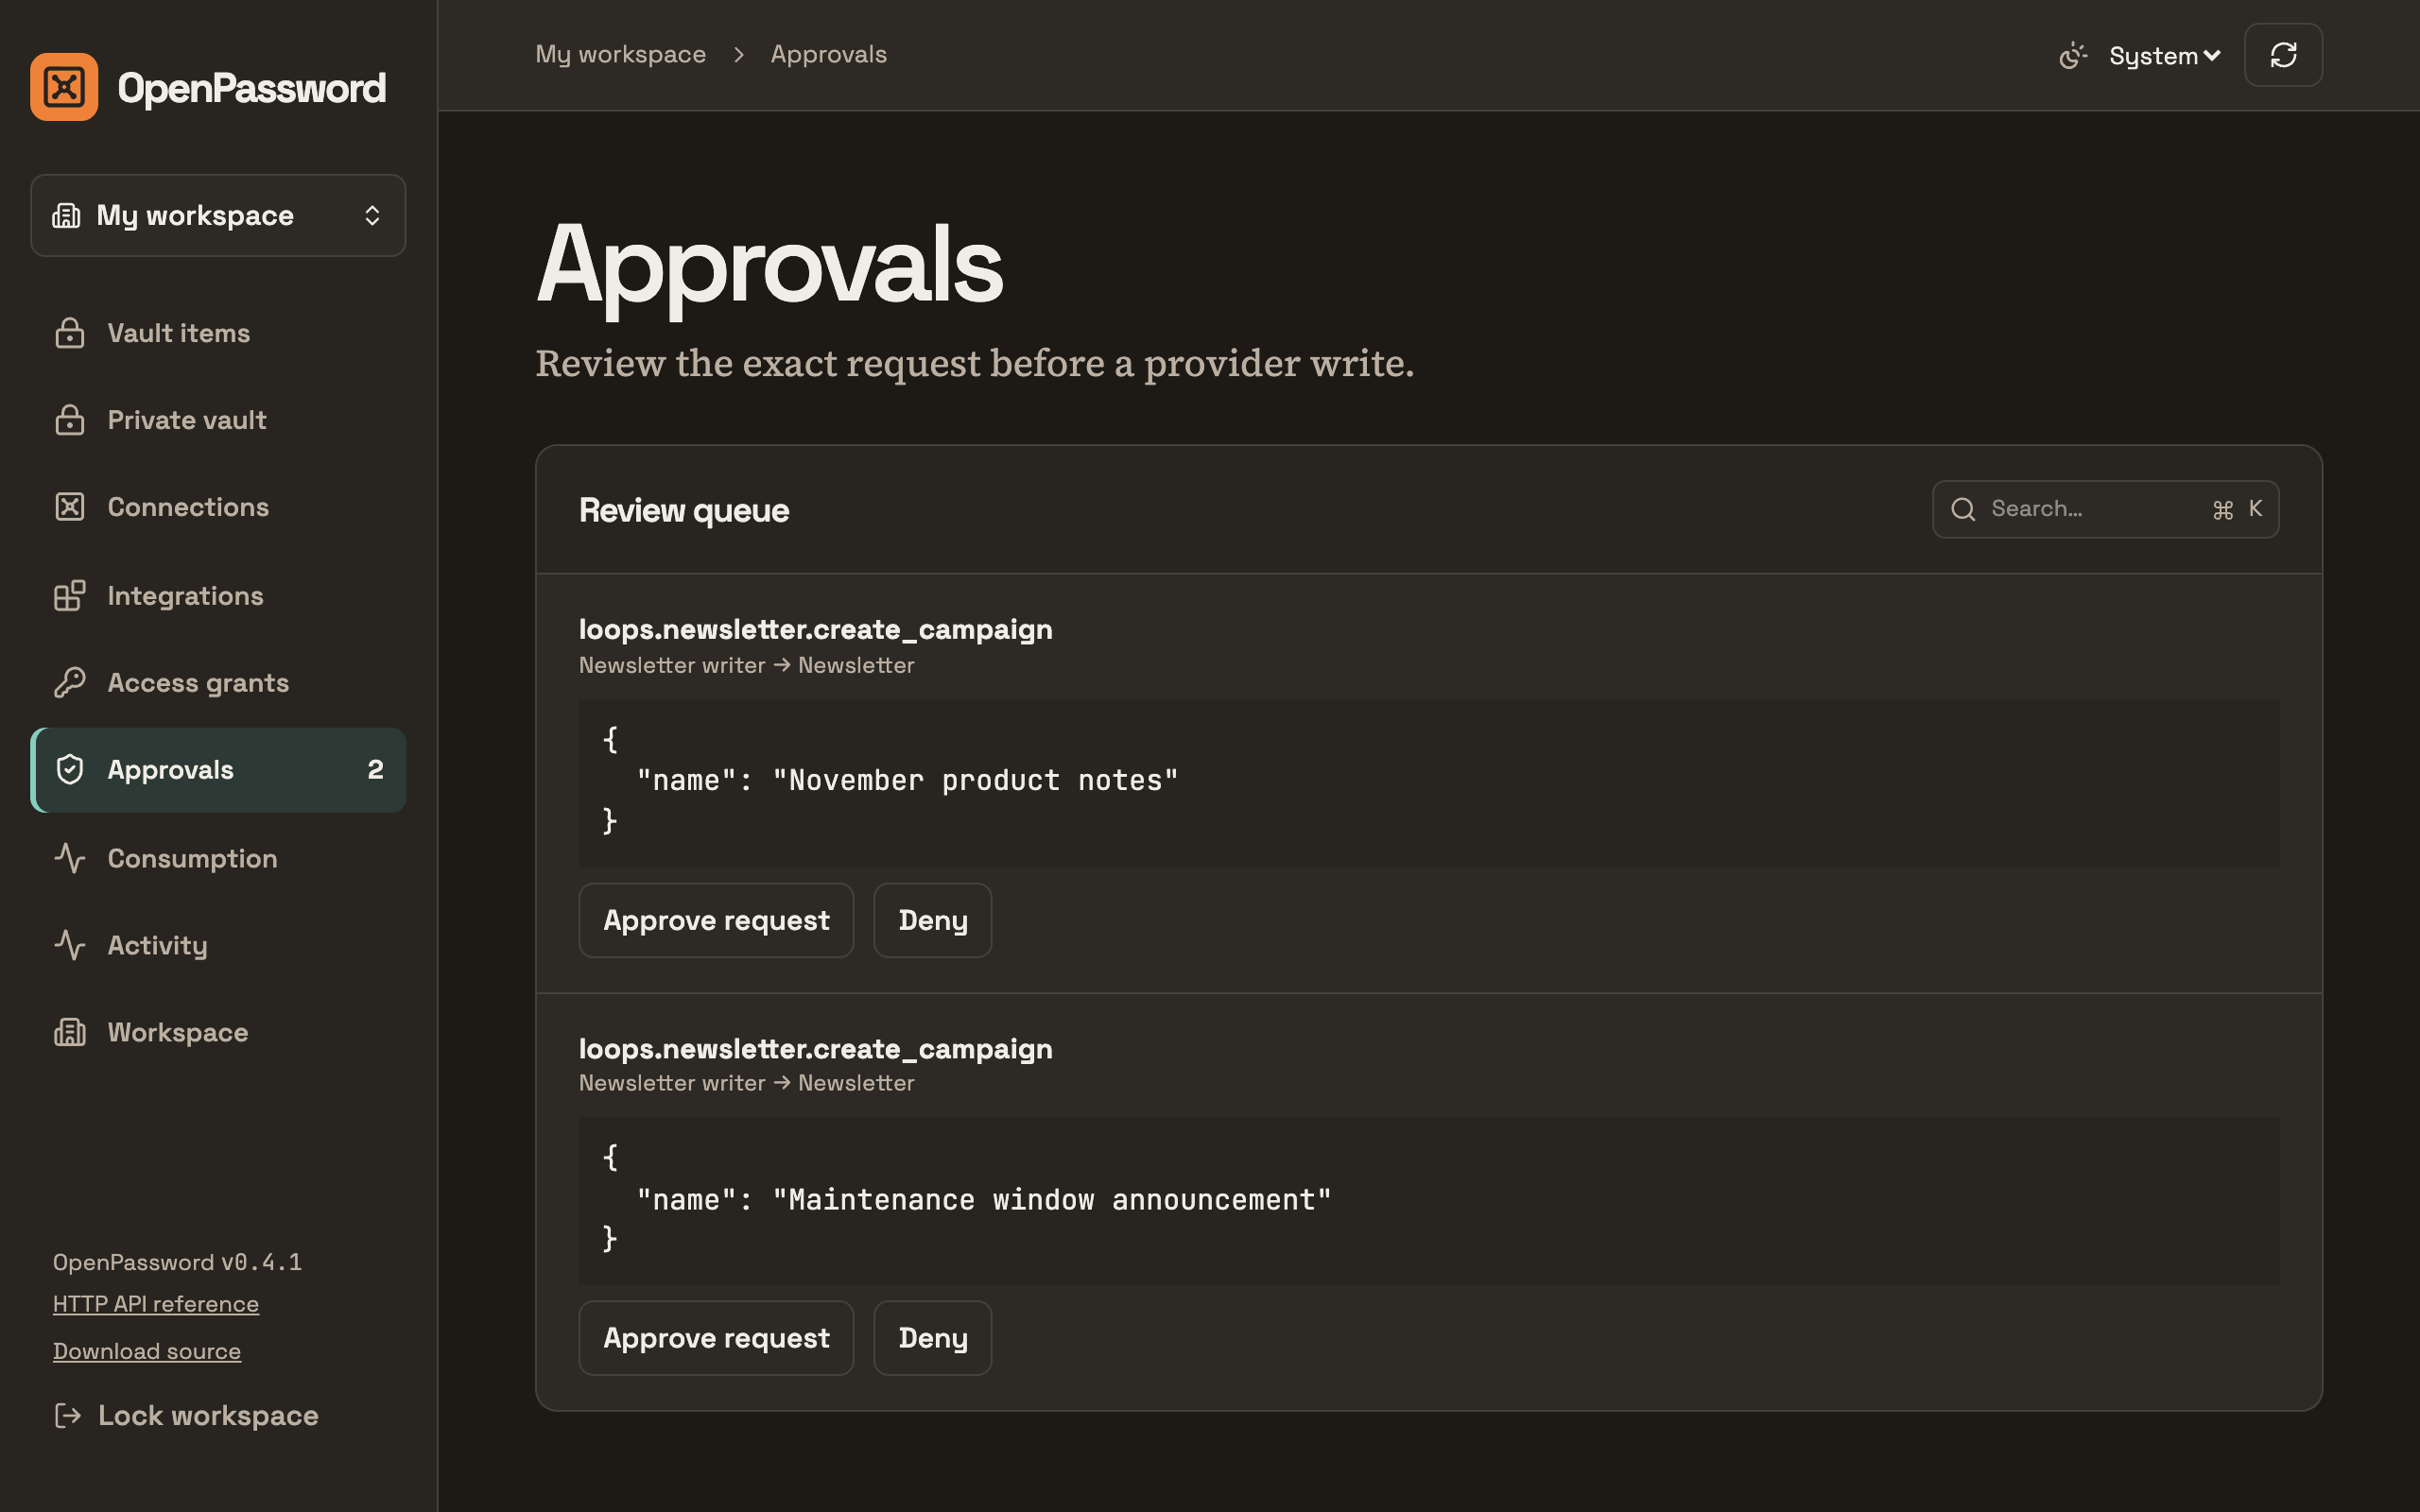 OpenPassword
My workspace
Vault items
Private vault
Connections
Integrations
Access grants
Approvals 2
Consumption
Activity
Workspace
OpenPassword v0.4.1
HTTP API reference
Download source
Lock workspace
My workspace > Approvals
System
Approvals
Review the exact request before a provider write.
Review queue
Search... ⌘ K
loops.newsletter.create_campaign
Newsletter writer → Newsletter
{
  "name": "November product notes"
}
Approve request Deny
loops.newsletter.create_campaign
Newsletter writer → Newsletter
{
  "name": "Maintenance window announcement"
}
Approve request Deny